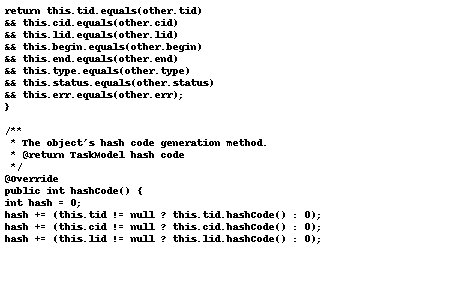 return this.tid.equals(other.tid)
&& this.cid.equals(other.cid)
&& this.lid.equals(other.lid)
&& this.begin.equals(other.begin)
&& this.end.equals(other.end)
&& this.type.equals(other.type)
&& this.status.equals(other.status)
&& this.err.equals(other.err);
}

/**
 * The object's hash code generation method.
 * @return TaskModel hash code
 */
@Override
public int hashCode() {
int hash = 0;
hash += (this.tid != null ? this.tid.hashCode() : 0);
hash += (this.cid != null ? this.cid.hashCode() : 0);
hash += (this.lid != null ? this.lid.hashCode() : 0);